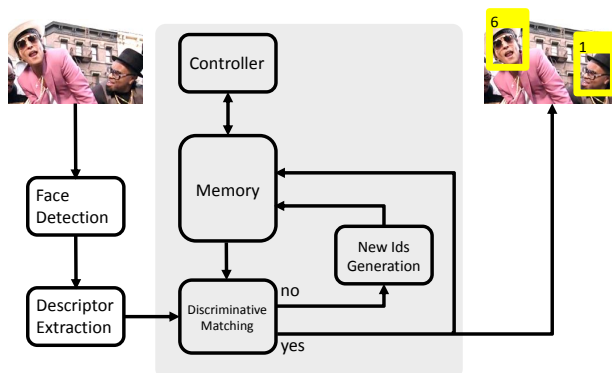 6
1
Controller
Memory
Face
Detection
New Ids
Generation
Descriptor
Extraction
Discriminative
Matching
no
yes